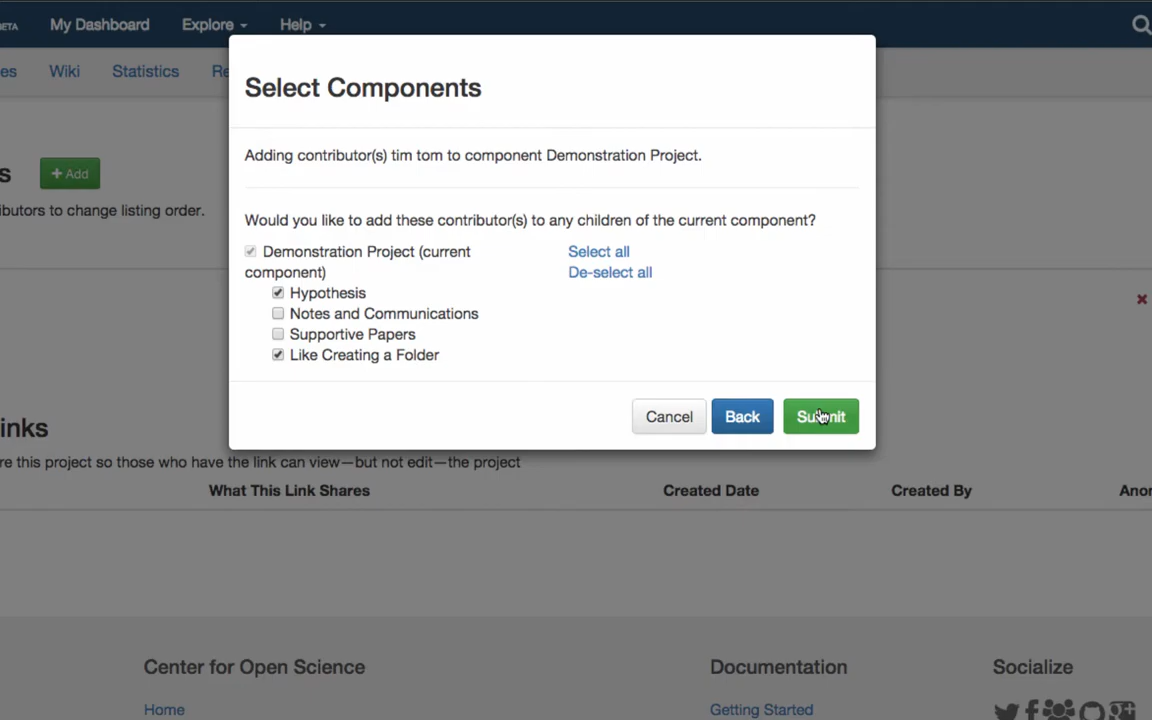 ETA My Dashboard Explore Help
es Wiki Statistics Re
Select Components
Adding contributor(s) tim tom to component Demonstration Project.
s + Add
ibutors to change listing order.
Would you like to add these contributor(s) to any children of the current component?
Demonstration Project (current
component)
Select all
De-select all
Hypothesis
Notes and Communications
Supportive Papers
Like Creating a Folder
Cancel Back Submit
inks
re this project so those who have the link can view—but not edit—the project
What This Link Shares Created Date Created By Anor
Center for Open Science Documentation Socialize
Home Getting Started